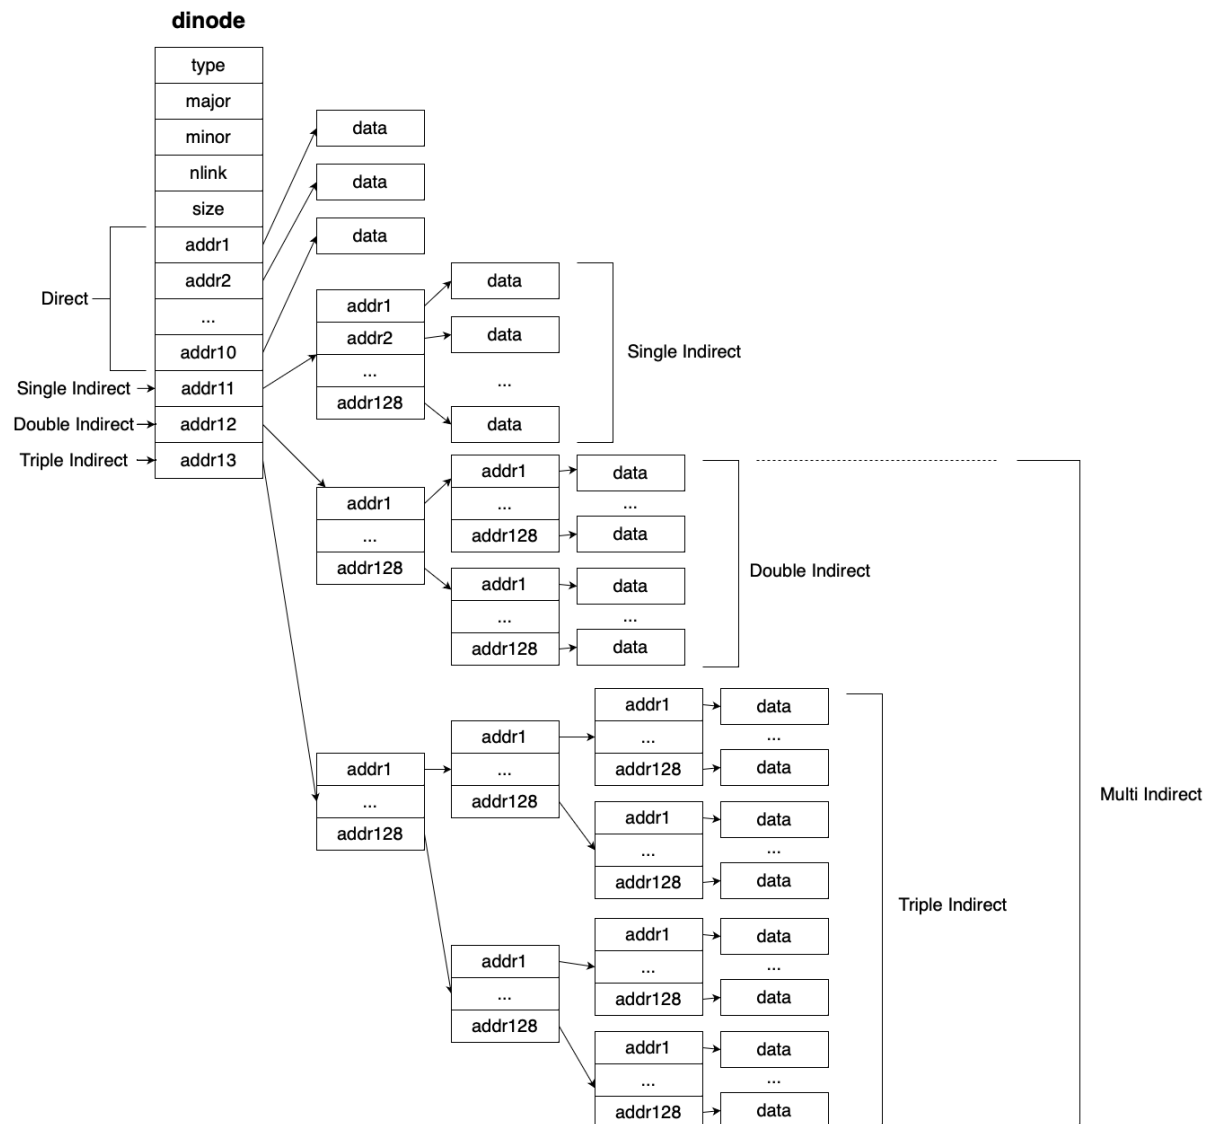 dinode
type
major
minor
nlink
size
addr1
addr2
...
addr10
addr11
addr12
addr13
Direct
Single Indirect
Double Indirect
Triple Indirect
data
data
data
addr1
addr2
...
addr128
data
data
...
data
Single Indirect
addr1
...
addr128
addr1
...
addr128
data
...
data
addr1
...
addr128
data
...
data
Double Indirect
addr1
...
addr128
addr1
...
addr128
addr1
...
addr128
data
...
data
addr1
...
addr128
data
...
data
addr1
...
addr128
addr1
...
addr128
data
...
data
addr1
...
addr128
data
...
data
Triple Indirect
Multi Indirect